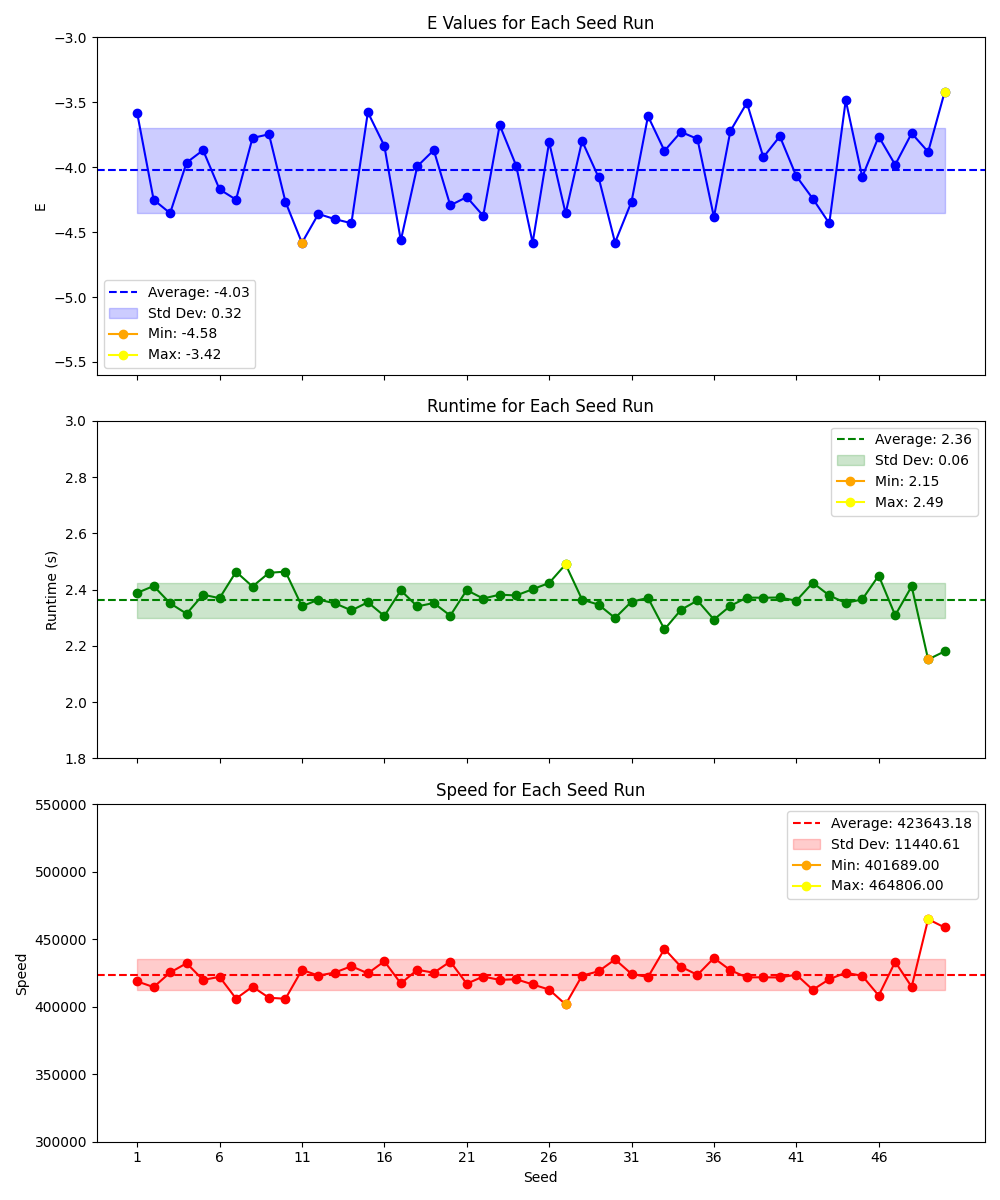 E Values for Each Seed Run
−3.0
−3.5
−4.0
−4.5
−5.0
−5.5
E
Average: -4.03
Std Dev: 0.32
Min: -4.58
Max: -3.42
Runtime for Each Seed Run
3.0
2.8
2.6
2.4
2.2
2.0
1.8
Runtime (s)
Average: 2.36
Std Dev: 0.06
Min: 2.15
Max: 2.49
Speed for Each Seed Run
550000
500000
450000
400000
350000
300000
Speed
Average: 423643.18
Std Dev: 11440.61
Min: 401689.00
Max: 464806.00
1 6 11 16 21 26 31 36 41 46
Seed